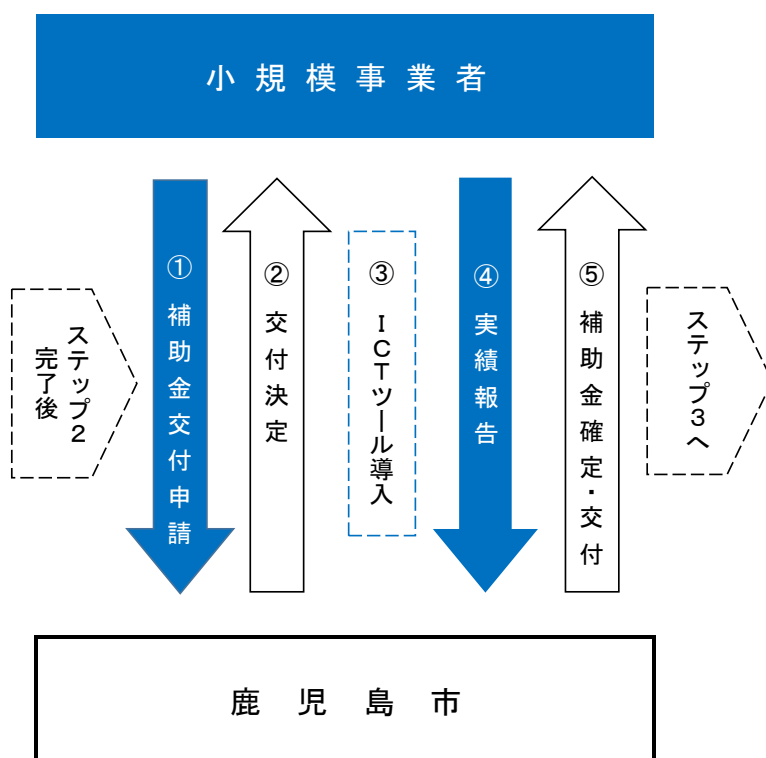 小規模事業者
ステップ2
完了後
① 補助金交付申請
② 交付決定
③ ICTツール導入
④ 実績報告
⑤ 補助金確定・交付
ステップ3へ
鹿児島市